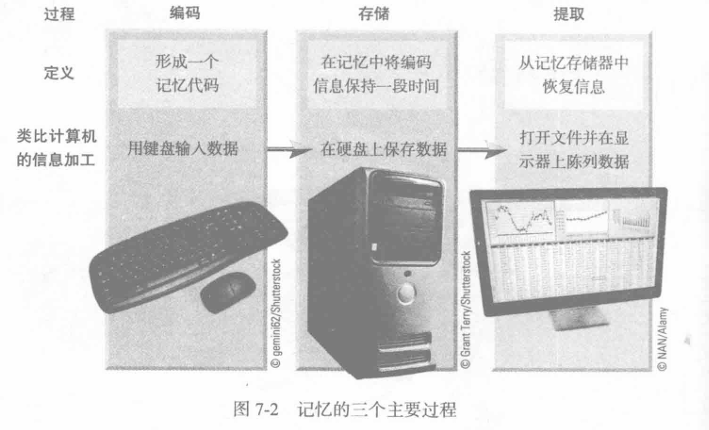 过程
编码
存储
提取
定义
形成一个
记忆代码
在记忆中将编码
信息保持一段时间
从记忆存储器中
恢复信息
类比计算机
的信息加工
用键盘输入数据
在硬盘上保存数据
打开文件并在显
示器上陈列数据
© gemini62/Shutterstock
© Grant Terry/Shutterstock
© NAN/Alamy
图 7-2 记忆的三个主要过程